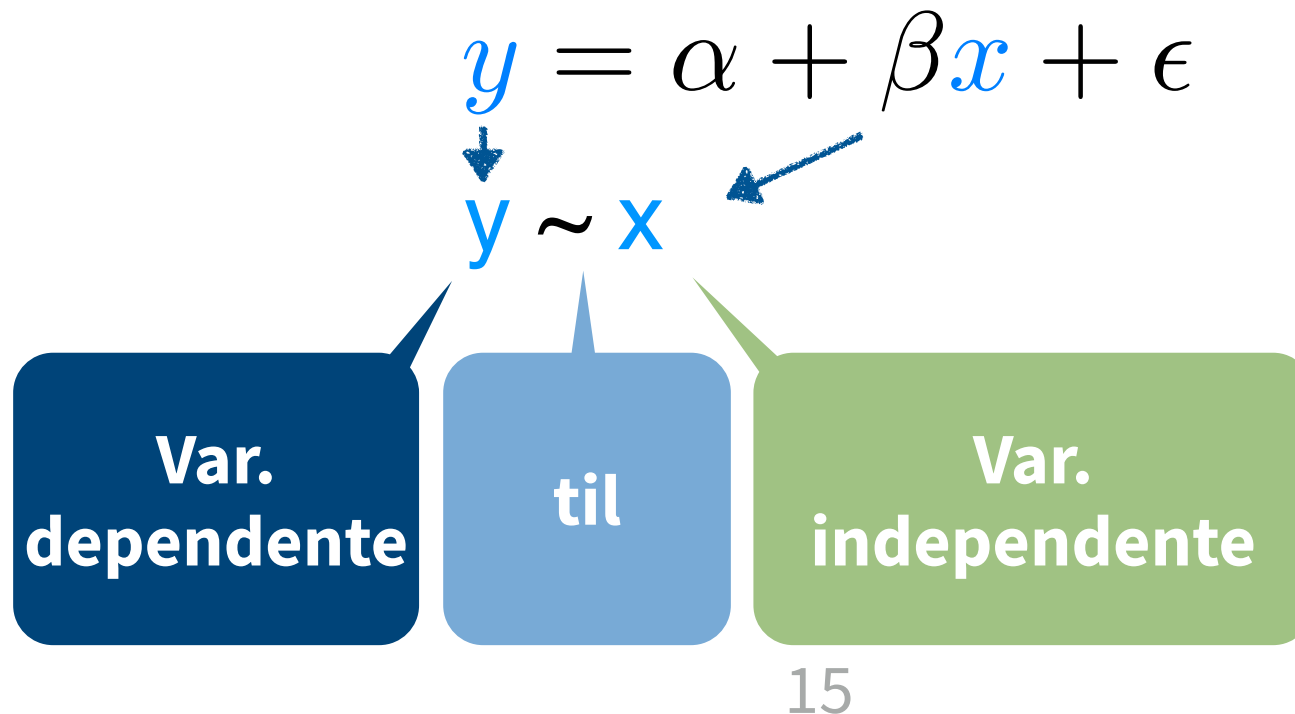 y = α + βx + ϵ
y ~ x
Var.
dependente
til
Var.
independente
15